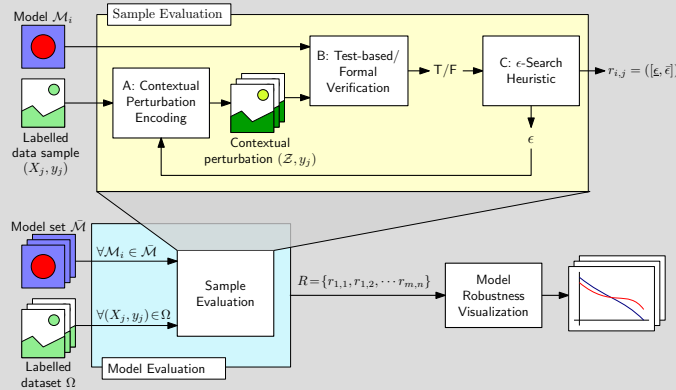 Sample Evaluation
Model $\mathcal{M}_i$
B: Test-based/
Formal
Verification
T/F
C: $\epsilon$-Search
Heuristic
$r_{i,j} = ([\underline{\epsilon}, \bar{\epsilon}])$
A: Contextual
Perturbation
Encoding
Labelled
data sample
$(X_j, y_j)$
Contextual
perturbation $(\mathcal{Z}, y_j)$
$\epsilon$
Model set $\bar{\mathcal{M}}$
$\forall \mathcal{M}_i \in \bar{\mathcal{M}}$
Sample
Evaluation
$R = \{r_{1,1}, r_{1,2}, \cdots r_{m,n}\}$
Model
Robustness
Visualization
$\forall (X_j, y_j) \in \Omega$
Labelled
dataset $\Omega$
Model Evaluation